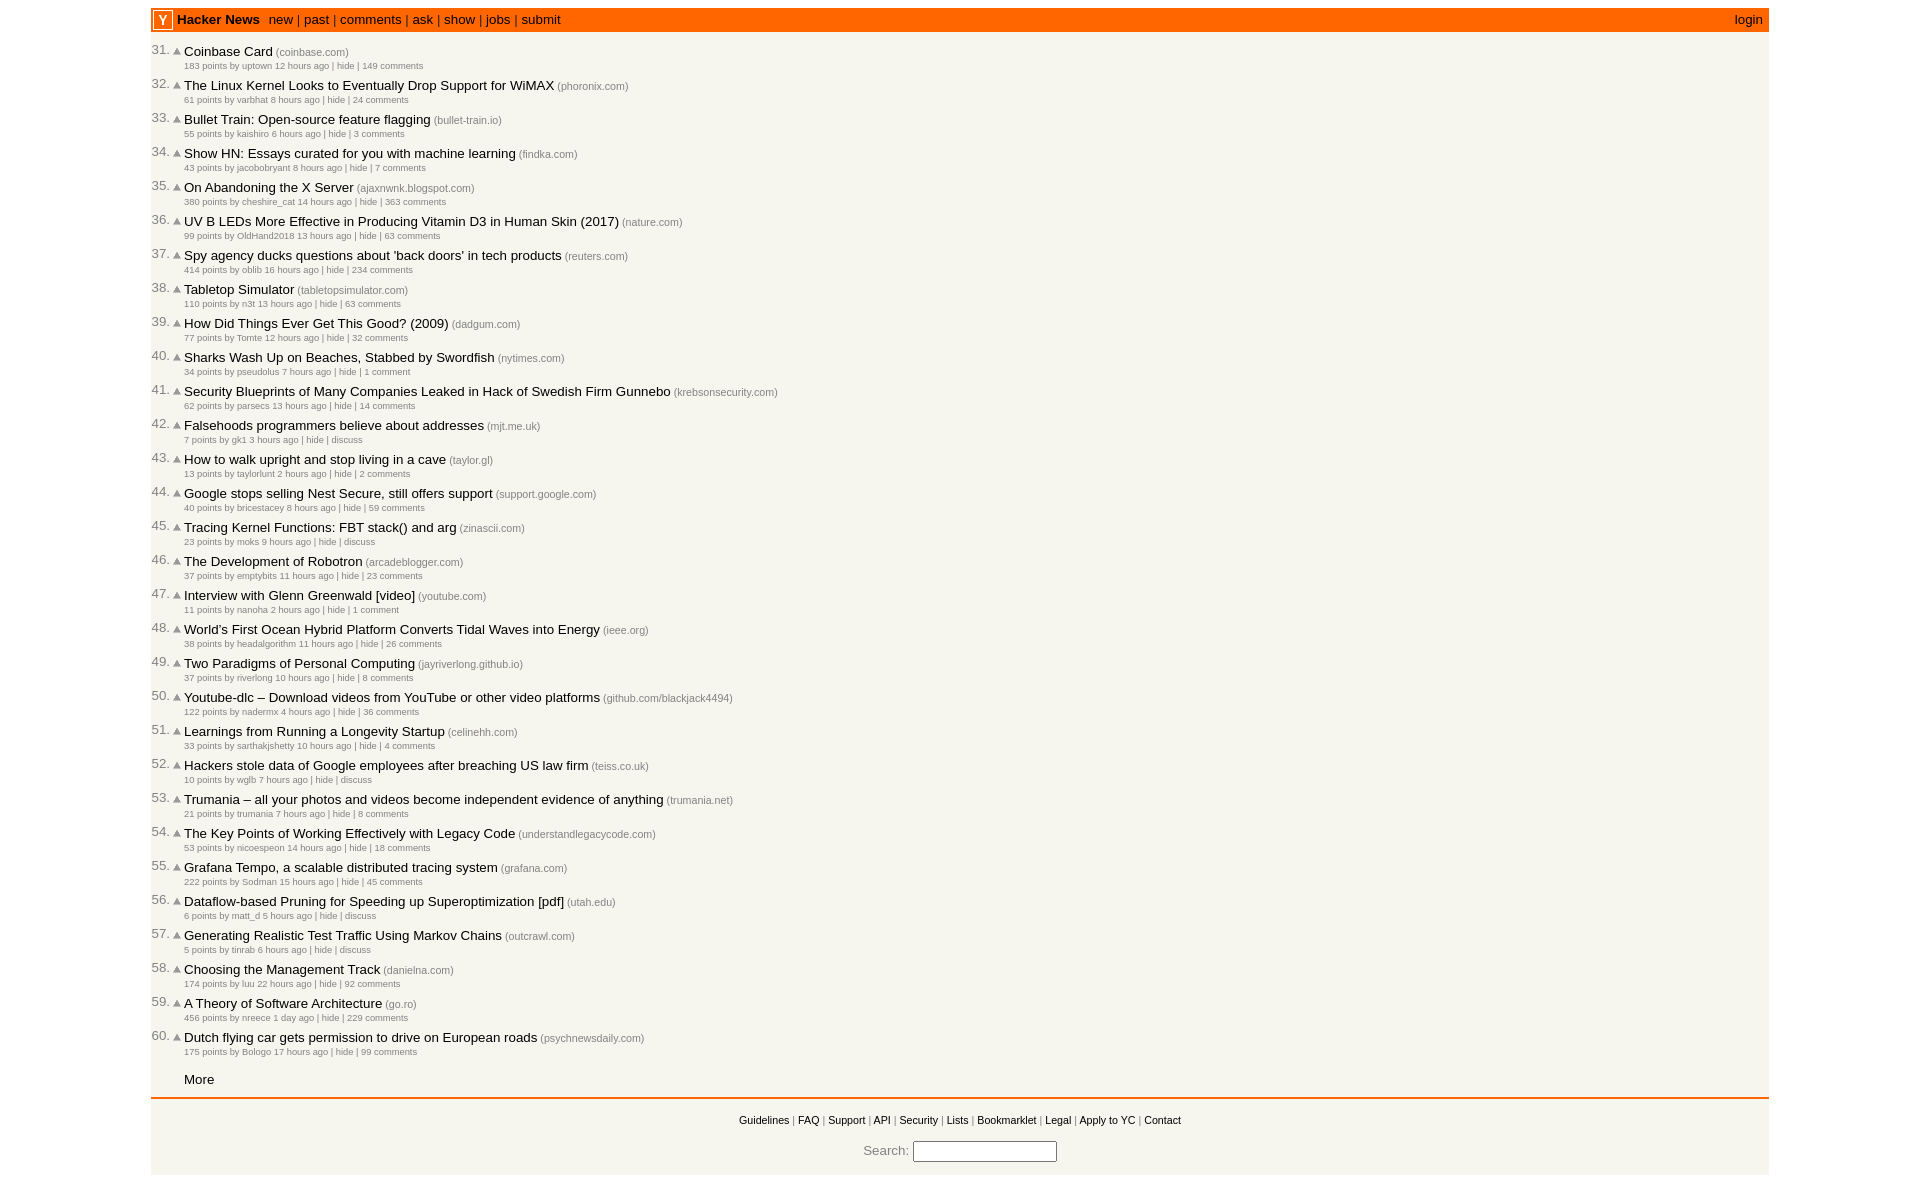 Y Hacker News new | past | comments | ask | show | jobs | submit login
31. Coinbase Card (coinbase.com)
183 points by uptown 12 hours ago | hide | 149 comments
32. The Linux Kernel Looks to Eventually Drop Support for WiMAX (phoronix.com)
61 points by varbhat 8 hours ago | hide | 24 comments
33. Bullet Train: Open-source feature flagging (bullet-train.io)
55 points by kaishiro 6 hours ago | hide | 3 comments
34. Show HN: Essays curated for you with machine learning (findka.com)
43 points by jacobobryant 8 hours ago | hide | 7 comments
35. On Abandoning the X Server (ajaxnwnk.blogspot.com)
380 points by cheshire_cat 14 hours ago | hide | 363 comments
36. UV B LEDs More Effective in Producing Vitamin D3 in Human Skin (2017) (nature.com)
99 points by OldHand2018 13 hours ago | hide | 63 comments
37. Spy agency ducks questions about 'back doors' in tech products (reuters.com)
414 points by oblib 16 hours ago | hide | 234 comments
38. Tabletop Simulator (tabletopsimulator.com)
110 points by n3t 13 hours ago | hide | 63 comments
39. How Did Things Ever Get This Good? (2009) (dadgum.com)
77 points by Tomte 12 hours ago | hide | 32 comments
40. Sharks Wash Up on Beaches, Stabbed by Swordfish (nytimes.com)
34 points by pseudolus 7 hours ago | hide | 1 comment
41. Security Blueprints of Many Companies Leaked in Hack of Swedish Firm Gunnebo (krebsonsecurity.com)
62 points by parsecs 13 hours ago | hide | 14 comments
42. Falsehoods programmers believe about addresses (mjt.me.uk)
7 points by gk1 3 hours ago | hide | discuss
43. How to walk upright and stop living in a cave (taylor.gl)
13 points by taylorlunt 2 hours ago | hide | 2 comments
44. Google stops selling Nest Secure, still offers support (support.google.com)
40 points by bricestacey 8 hours ago | hide | 59 comments
45. Tracing Kernel Functions: FBT stack() and arg (zinascii.com)
23 points by moks 9 hours ago | hide | discuss
46. The Development of Robotron (arcadeblogger.com)
37 points by emptybits 11 hours ago | hide | 23 comments
47. Interview with Glenn Greenwald [video] (youtube.com)
11 points by nanoha 2 hours ago | hide | 1 comment
48. World’s First Ocean Hybrid Platform Converts Tidal Waves into Energy (ieee.org)
38 points by headalgorithm 11 hours ago | hide | 26 comments
49. Two Paradigms of Personal Computing (jayriverlong.github.io)
37 points by riverlong 10 hours ago | hide | 8 comments
50. Youtube-dlc – Download videos from YouTube or other video platforms (github.com/blackjack4494)
122 points by nadermx 4 hours ago | hide | 36 comments
51. Learnings from Running a Longevity Startup (celinehh.com)
33 points by sarthakjshetty 10 hours ago | hide | 4 comments
52. Hackers stole data of Google employees after breaching US law firm (teiss.co.uk)
10 points by wglb 7 hours ago | hide | discuss
53. Trumania – all your photos and videos become independent evidence of anything (trumania.net)
21 points by trumania 7 hours ago | hide | 8 comments
54. The Key Points of Working Effectively with Legacy Code (understandlegacycode.com)
53 points by nicoespeon 14 hours ago | hide | 18 comments
55. Grafana Tempo, a scalable distributed tracing system (grafana.com)
222 points by Sodman 15 hours ago | hide | 45 comments
56. Dataflow-based Pruning for Speeding up Superoptimization [pdf] (utah.edu)
6 points by matt_d 5 hours ago | hide | discuss
57. Generating Realistic Test Traffic Using Markov Chains (outcrawl.com)
5 points by tinrab 6 hours ago | hide | discuss
58. Choosing the Management Track (danielna.com)
174 points by luu 22 hours ago | hide | 92 comments
59. A Theory of Software Architecture (go.ro)
456 points by nreece 1 day ago | hide | 229 comments
60. Dutch flying car gets permission to drive on European roads (psychnewsdaily.com)
175 points by Bologo 17 hours ago | hide | 99 comments
More
Guidelines | FAQ | Support | API | Security | Lists | Bookmarklet | Legal | Apply to YC | Contact
Search: